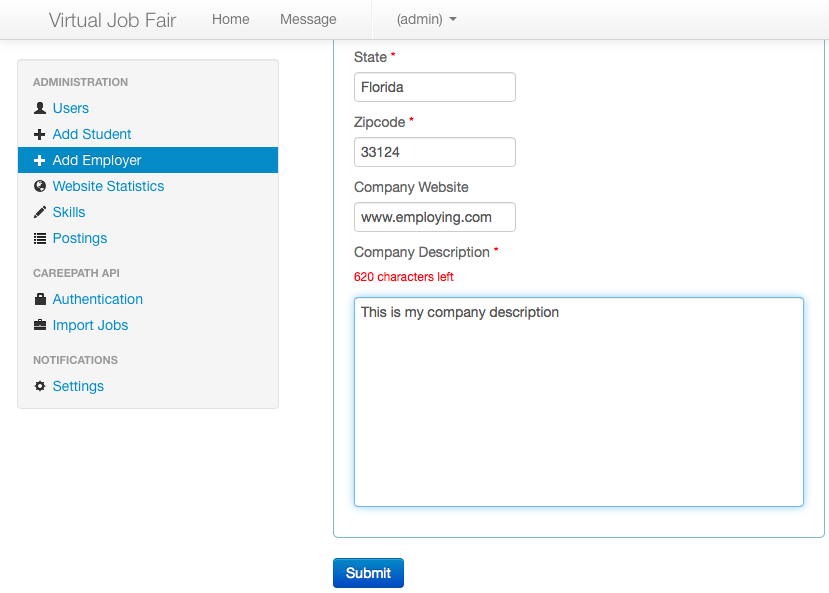 Virtual Job Fair Home Message (admin)
ADMINISTRATION
Users
Add Student
Add Employer
Website Statistics
Skills
Postings
CAREEPATH API
Authentication
Import Jobs
NOTIFICATIONS
Settings
State *
Florida
Zipcode *
33124
Company Website
www.employing.com
Company Description *
620 characters left
This is my company description
Submit